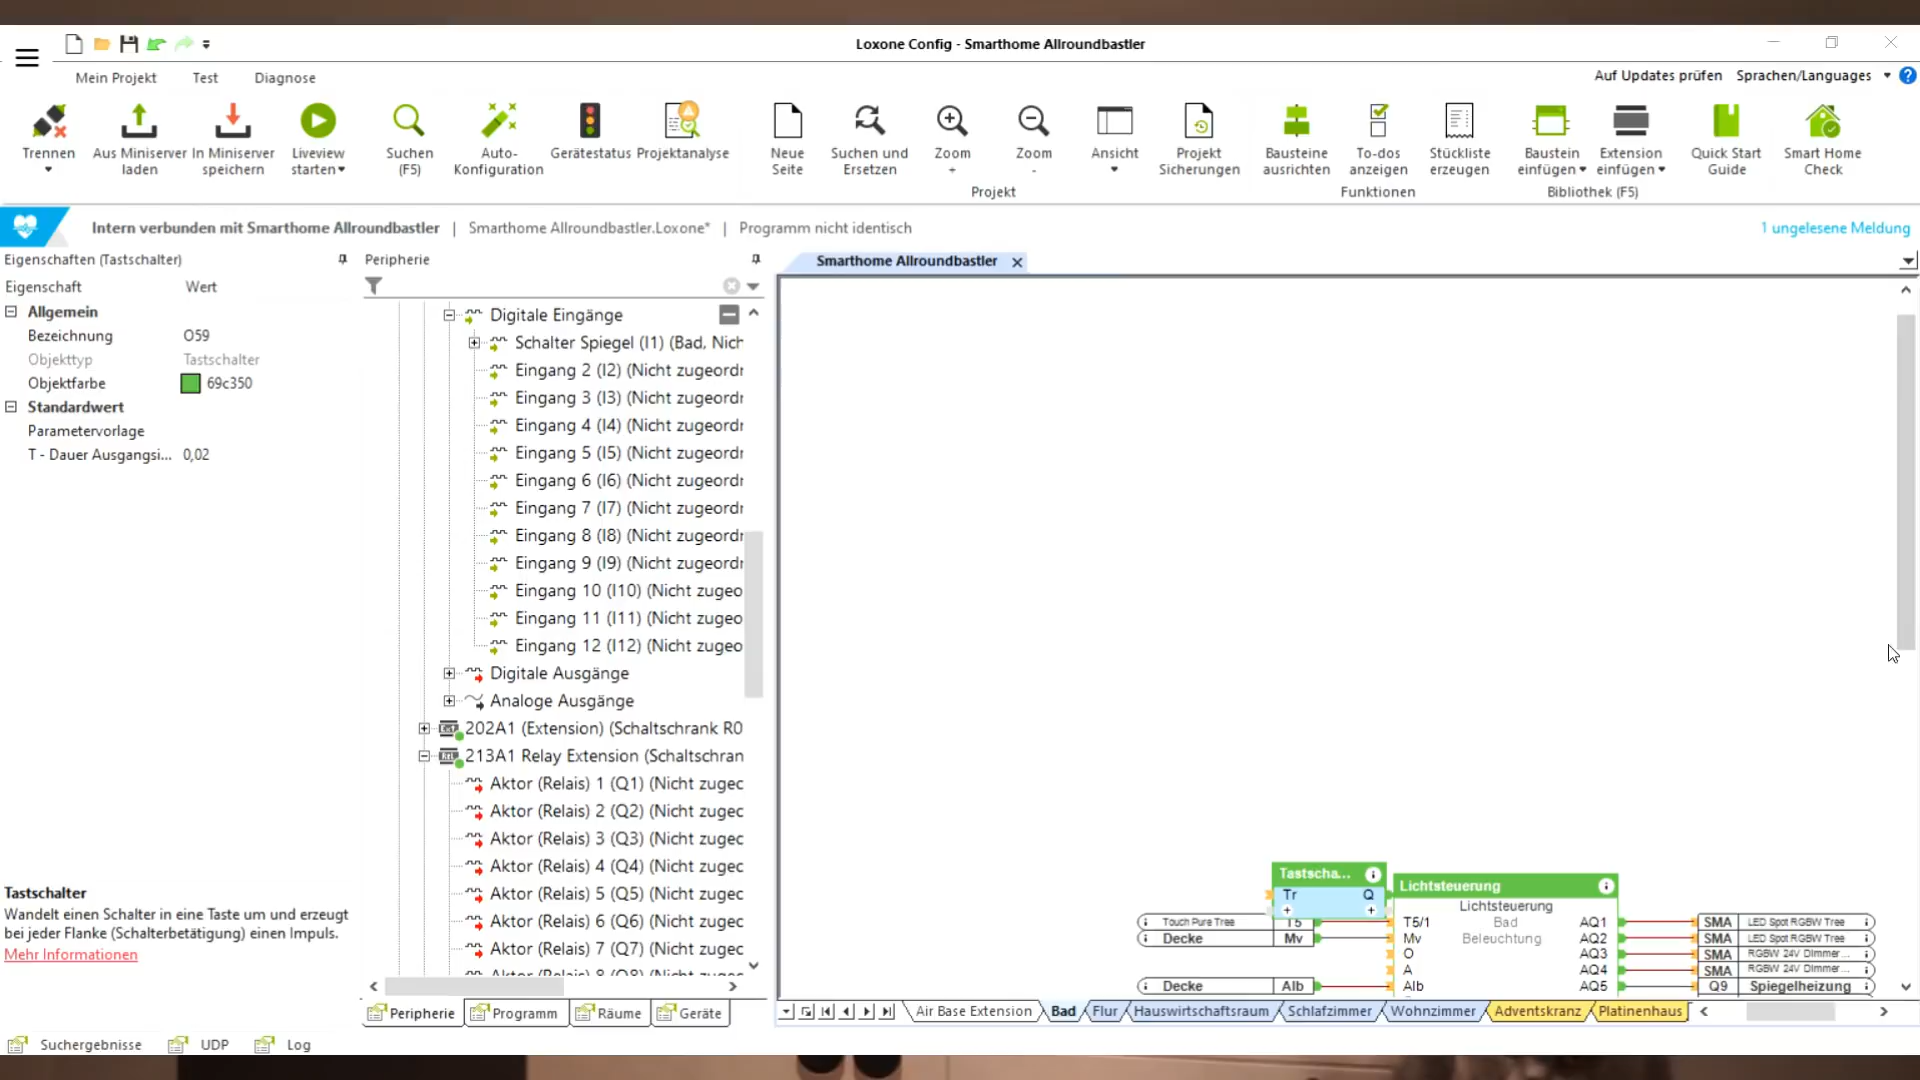 Loxone Config - Smarthome Allroundbastler
Mein Projekt Test Diagnose
Auf Updates prüfen Sprachen/Languages
Trennen
Aus Miniserver laden
In Miniserver speichern
Liveview starten
Suchen (F5)
Auto-Konfiguration
Gerätestatus
Projektanalyse
Neue Seite
Suchen und Ersetzen
Zoom +
Zoom -
Ansicht
Projekt Sicherungen
Bausteine ausrichten
To-dos anzeigen
Stückliste erzeugen
Baustein einfügen
Extension einfügen
Quick Start Guide
Smart Home Check
Projekt
Funktionen
Bibliothek (F5)
Intern verbunden mit Smarthome Allroundbastler | Smarthome Allroundbastler.Loxone* | Programm nicht identisch
1 ungelesene Meldung
Eigenschaften (Tastschalter)
Eigenschaft Wert
Allgemein
Bezeichnung O59
Objekttyp Tastschalter
Objektfarbe 69c350
Standardwert
Parametervorlage
T - Dauer Ausgangsi... 0,02
Tastschalter
Wandelt einen Schalter in eine Taste um und erzeugt
bei jeder Flanke (Schalterbetätigung) einen Impuls.
Mehr Informationen
Peripherie
Digitale Eingänge
Schalter Spiegel (I1) (Bad, Nich
Eingang 2 (I2) (Nicht zugeordr
Eingang 3 (I3) (Nicht zugeordr
Eingang 4 (I4) (Nicht zugeordr
Eingang 5 (I5) (Nicht zugeordr
Eingang 6 (I6) (Nicht zugeordr
Eingang 7 (I7) (Nicht zugeordr
Eingang 8 (I8) (Nicht zugeordr
Eingang 9 (I9) (Nicht zugeordr
Eingang 10 (I10) (Nicht zugeo
Eingang 11 (I11) (Nicht zugeo
Eingang 12 (I12) (Nicht zugeo
Digitale Ausgänge
Analoge Ausgänge
202A1 (Extension) (Schaltschrank R0
213A1 Relay Extension (Schaltschran
Aktor (Relais) 1 (Q1) (Nicht zugec
Aktor (Relais) 2 (Q2) (Nicht zugec
Aktor (Relais) 3 (Q3) (Nicht zugec
Aktor (Relais) 4 (Q4) (Nicht zugec
Aktor (Relais) 5 (Q5) (Nicht zugec
Aktor (Relais) 6 (Q6) (Nicht zugec
Aktor (Relais) 7 (Q7) (Nicht zugec
Aktor (Relais) 8 (Q8) (Nicht zugec
Peripherie Programm Räume Geräte
Smarthome Allroundbastler
Tastscha...
Tr Q
Lichtsteuerung
Lichtsteuerung
Touch Pure Tree T5 T5/1 Bad AQ1 SMA LED Spot RGBW Tree
Decke Mv Mv Beleuchtung AQ2 SMA LED Spot RGBW Tree
O AQ3 SMA RGBW 24V Dimmer ...
A AQ4 SMA RGBW 24V Dimmer ...
Decke Alb Alb AQ5 Q9 Spiegelheizung
Air Base Extension Bad Flur Hauswirtschaftsraum Schlafzimmer Wohnzimmer Adventskranz Platinenhaus
Suchergebnisse UDP Log